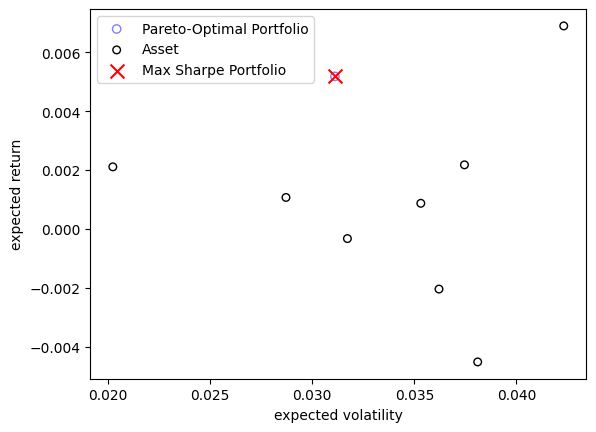 Pareto-Optimal Portfolio
Asset
Max Sharpe Portfolio
0.006
0.004
0.002
0.000
−0.002
−0.004
expected return
0.020 0.025 0.030 0.035 0.040
expected volatility